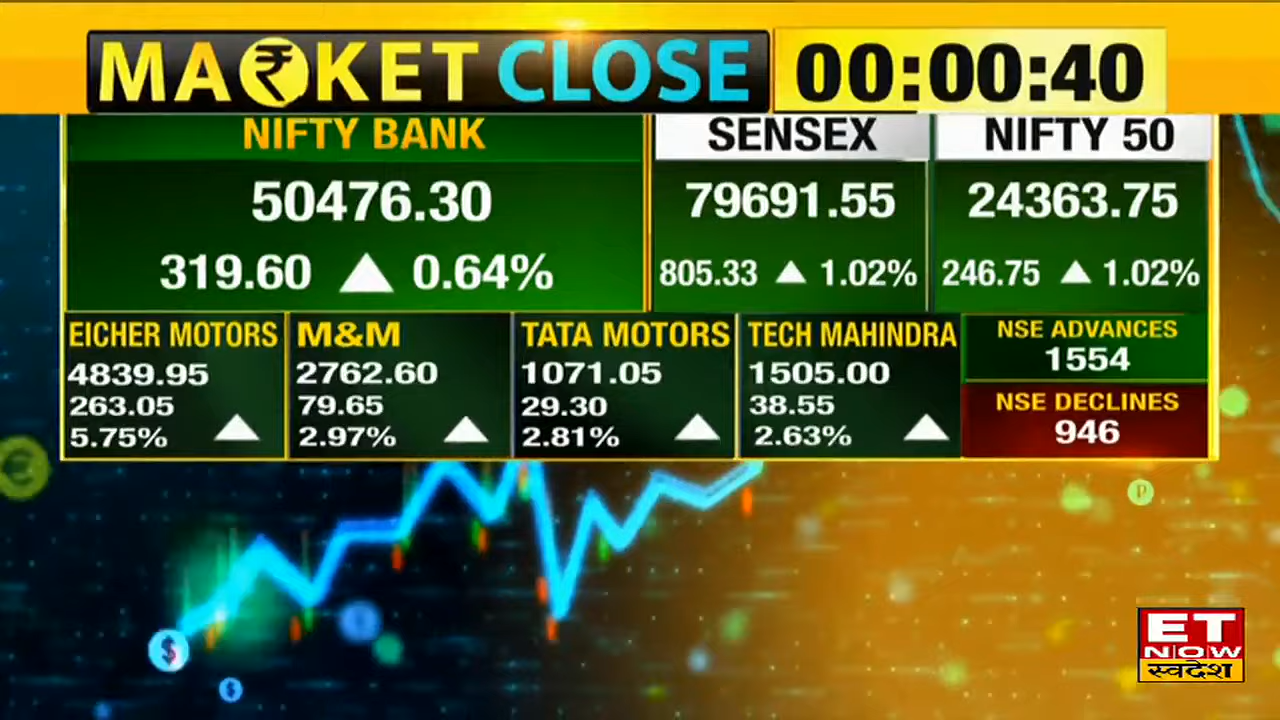 MA₹KET CLOSE
00:00:40
NIFTY BANK
50476.30
319.60 ▲ 0.64%
SENSEX
79691.55
805.33 ▲ 1.02%
NIFTY 50
24363.75
246.75 ▲ 1.02%
EICHER MOTORS
4839.95
263.05
5.75% ▲
M&M
2762.60
79.65
2.97% ▲
TATA MOTORS
1071.05
29.30
2.81% ▲
TECH MAHINDRA
1505.00
38.55
2.63% ▲
NSE ADVANCES
1554
NSE DECLINES
946
ET
NOW
स्वदेश